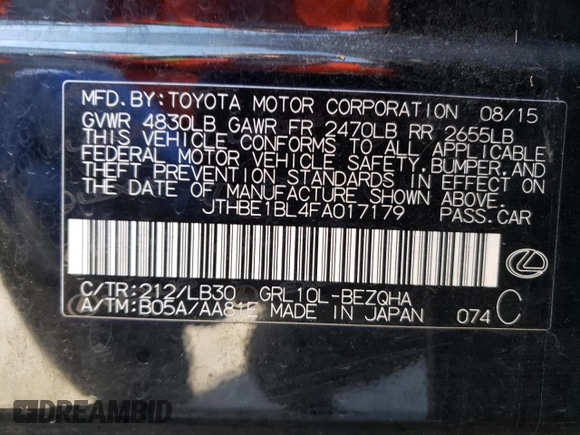 MFD.BY:TOYOTA MOTOR CORPORATION 08/15
GVWR 4830LB GAWR FR 2470LB RR 2655LB
THIS VEHICLE CONFORMS TO ALL APPLICABLE
FEDERAL MOTOR VEHICLE SAFETY,BUMPER,AND
THEFT PREVENTION STANDARDS IN EFFECT ON
THE DATE OF MANUFACTURE SHOWN ABOVE.
JTHBE1BL4FA017179 PASS.CAR
C/TR:212/LB30 GRL10L-BEZQHA
A/TM:B05A/AA81E MADE IN JAPAN 074 C
DREAMBID